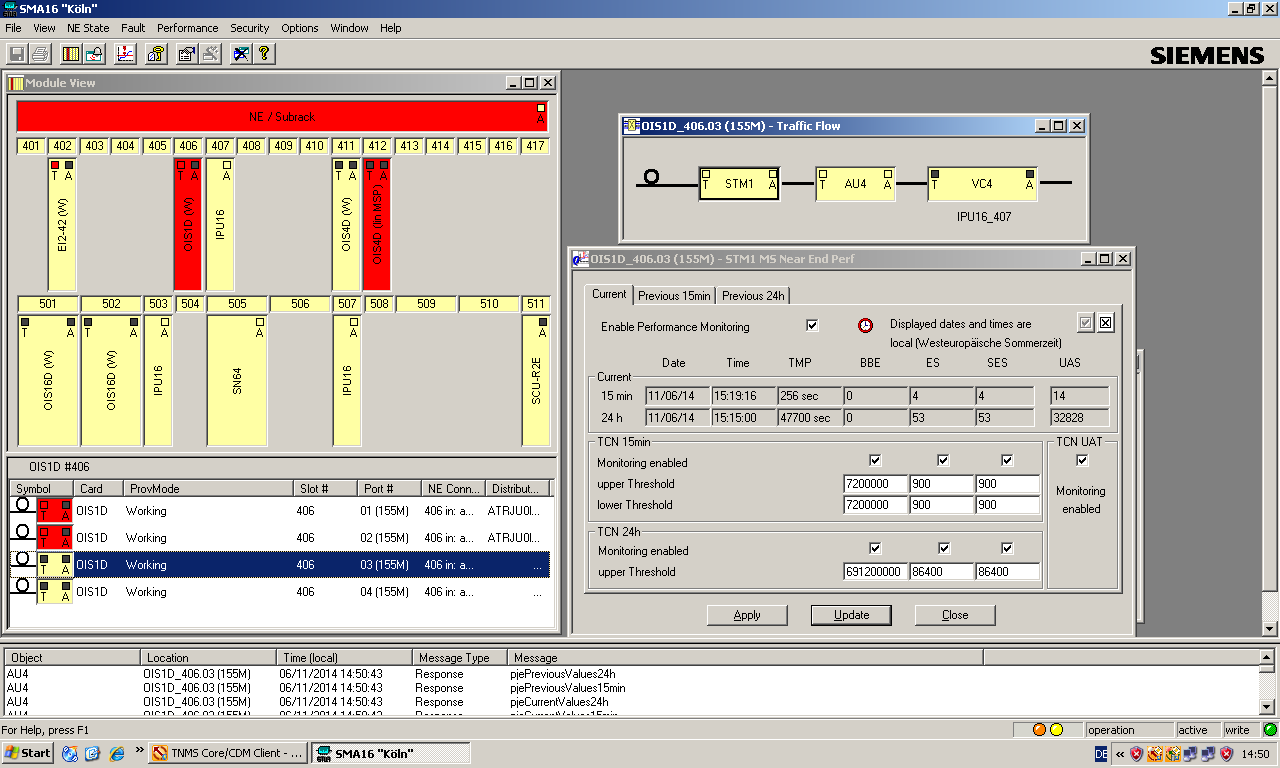 SMA16 "Köln"
File View NE State Fault Performance Security Options Window Help
SIEMENS
Module View
NE / Subrack
A
401 402 403 404 405 406 407 408 409 410 411 412 413 414 415 416 417
T A T A A T A T A
EI2-42 (W) OIS1D (W) IPU16 OIS4D (W) OIS4D (lin MSP)
501 502 503 504 505 506 507 508 509 510 511
T A T A A A A A
OIS16D (W) OIS16D (W) IPU16 SN64 IPU16 SCU-R2E
OIS1D #406
Symbol Card ProvMode Slot # Port # NE Conn... Distribut...
T A OIS1D Working 406 01 (155M) 406 in: a... ATRJU0I...
T A OIS1D Working 406 02 (155M) 406 in: a... ATRJU0I...
T A OIS1D Working 406 03 (155M) 406 in: a... ...
T A OIS1D Working 406 04 (155M) 406 in: a... ...
OIS1D_406.03 (155M) - Traffic Flow
T STM1 A T AU4 A T VC4 A
IPU16_407
OIS1D_406.03 (155M) - STM1 MS Near End Perf
Current Previous 15min Previous 24h
Enable Performance Monitoring
Displayed dates and times are
local (Westeuropäische Sommerzeit)
Date Time TMP BBE ES SES UAS
Current
15 min 11/06/14 15:19:16 256 sec 0 4 4 14
24 h 11/06/14 15:15:00 47700 sec 0 53 53 32828
TCN 15min
Monitoring enabled
upper Threshold 7200000 900 900
lower Threshold 7200000 900 900
TCN UAT
Monitoring
enabled
TCN 24h
Monitoring enabled
upper Threshold 691200000 86400 86400
Apply Update Close
Object Location Time (local) Message Type Message
AU4 OIS1D_406.03 (155M) 06/11/2014 14:50:43 Response pjePreviousValues24h
AU4 OIS1D_406.03 (155M) 06/11/2014 14:50:43 Response pjePreviousValues15min
AU4 OIS1D_406.03 (155M) 06/11/2014 14:50:43 Response pjeCurrentValues24h
AU4 OIS1D_406.03 (155M) 06/11/2014 14:50:43 Response
For Help, press F1
operation active write
Start » TNMS Core/CDM Client - ... SMA16 "Köln" DE « 14:50